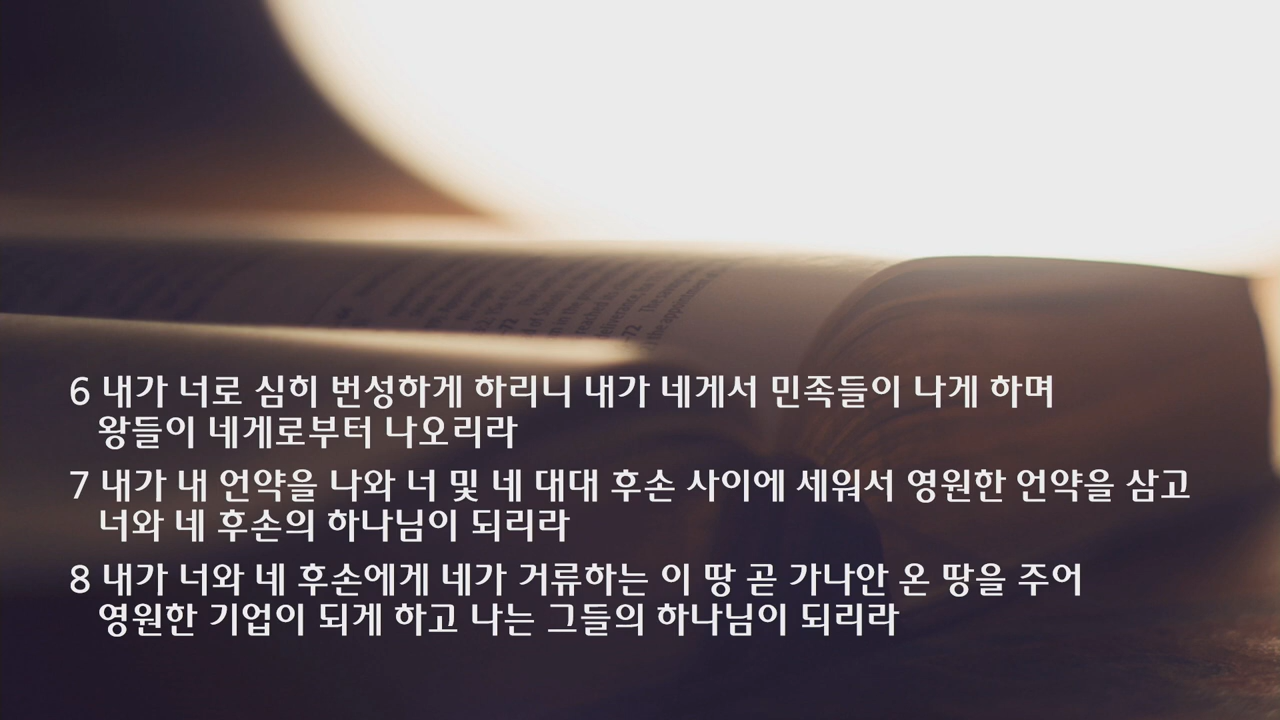 6 내가 너로 심히 번성하게 하리니 내가 네게서 민족들이 나게 하며
왕들이 네게로부터 나오리라
7 내가 내 언약을 나와 너 및 네 대대 후손 사이에 세워서 영원한 언약을 삼고
너와 네 후손의 하나님이 되리라
8 내가 너와 네 후손에게 네가 거류하는 이 땅 곧 가나안 온 땅을 주어
영원한 기업이 되게 하고 나는 그들의 하나님이 되리라